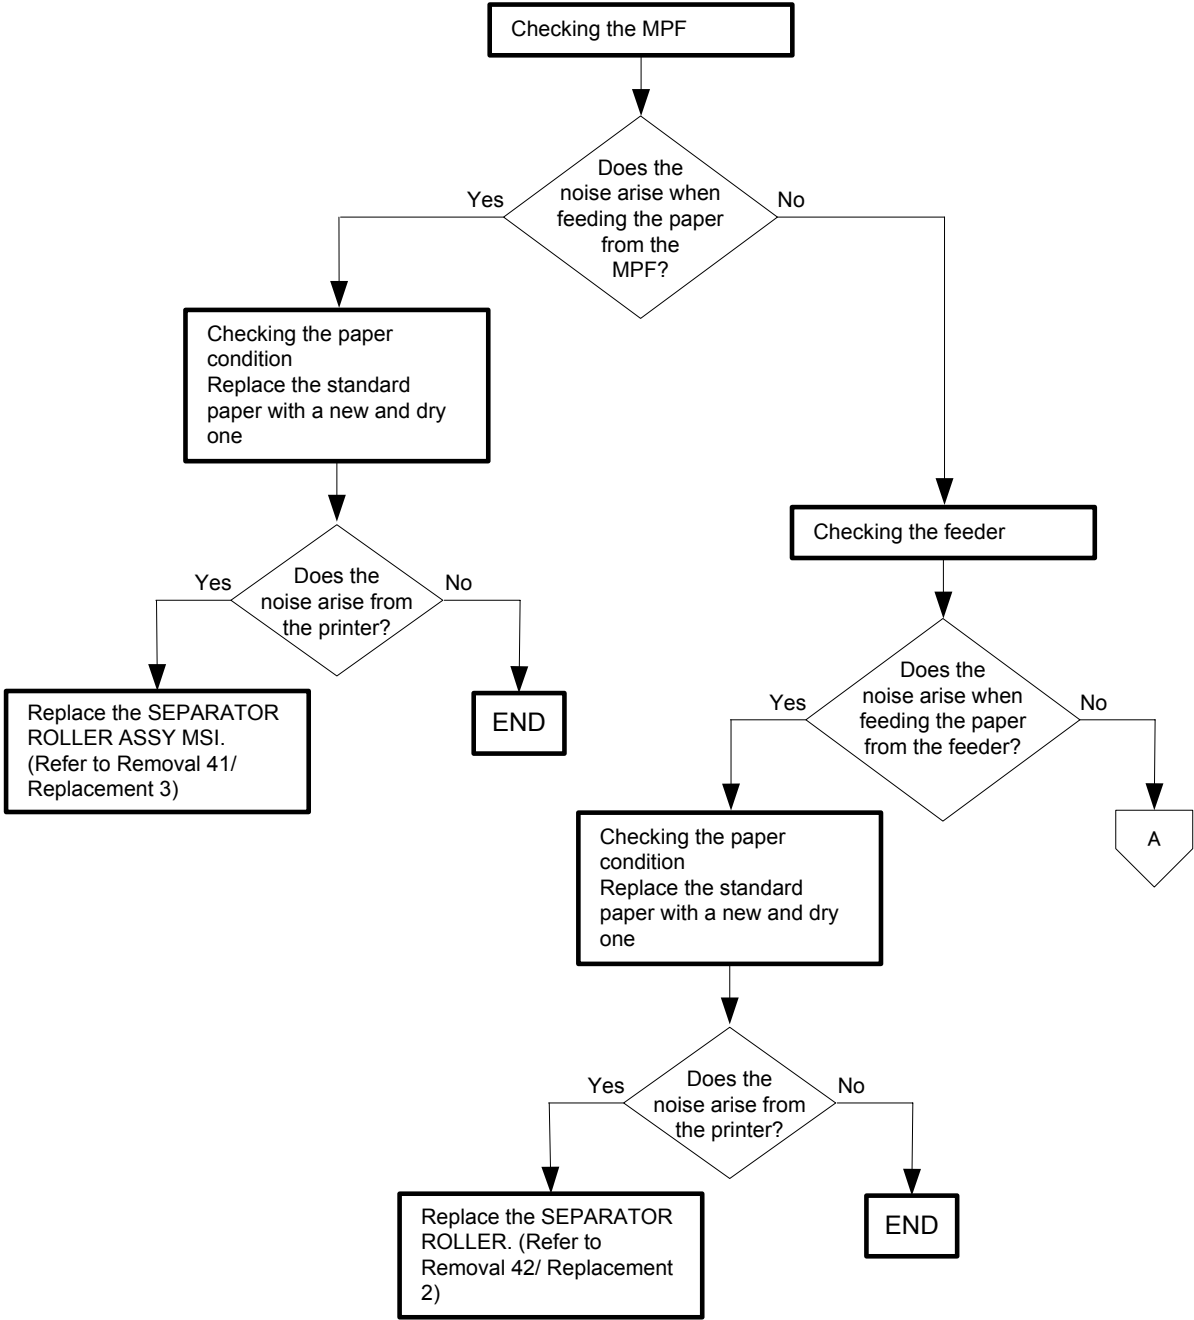 Checking the MPF
Does the
noise arise when
feeding the paper
from the
MPF?
Yes
No
Checking the paper
condition
Replace the standard
paper with a new and dry
one
Does the
noise arise from
the printer?
Yes
No
Replace the SEPARATOR
ROLLER ASSY MSI.
(Refer to Removal 41/
Replacement 3)
END
Checking the feeder
Does the
noise arise when
feeding the paper
from the feeder?
Yes
No
A
Checking the paper
condition
Replace the standard
paper with a new and dry
one
Does the
noise arise from
the printer?
Yes
No
Replace the SEPARATOR
ROLLER. (Refer to
Removal 42/ Replacement
2)
END